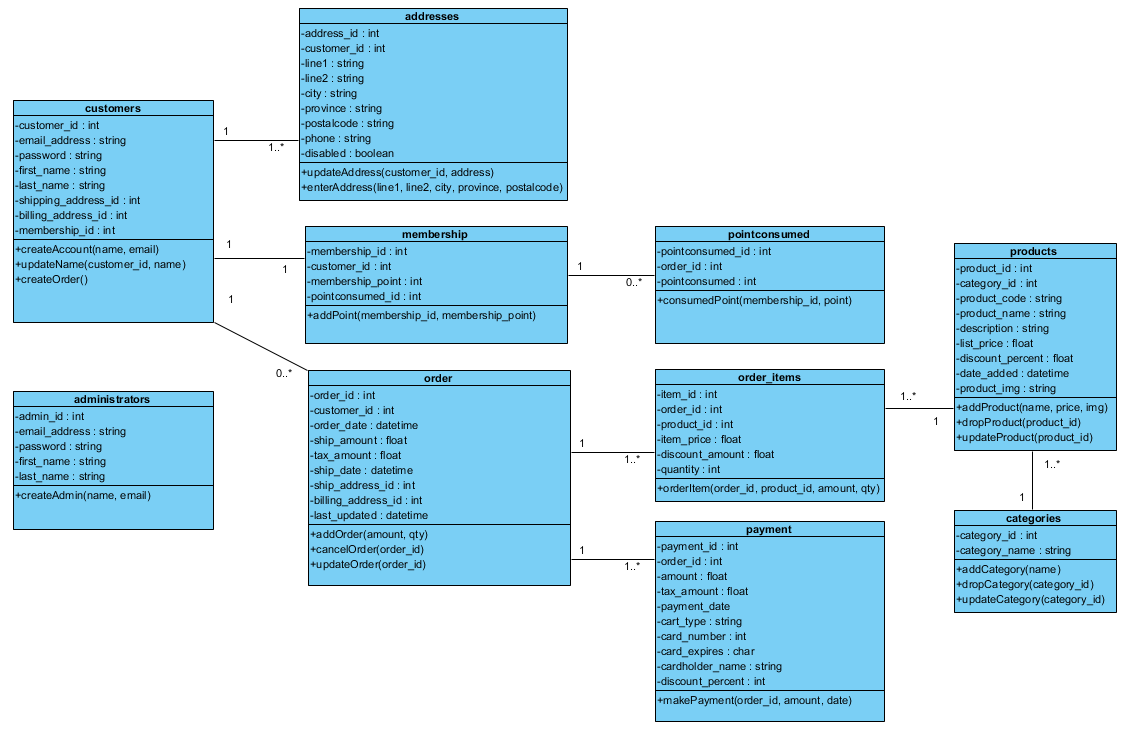 addresses
-address_id : int
-customer_id : int
-line1 : string
-line2 : string
-city : string
-province : string
-postalcode : string
-phone : string
-disabled : boolean
+updateAddress(customer_id, address)
+enterAddress(line1, line2, city, province, postalcode)
customers
-customer_id : int
-email_address : string
-password : string
-first_name : string
-last_name : string
-shipping_address_id : int
-billing_address_id : int
-membership_id : int
+createAccount(name, email)
+updateName(customer_id, name)
+createOrder()
1
1..*
1
1
1
0..*
membership
-membership_id : int
-customer_id : int
-membership_point : int
-pointconsumed_id : int
+addPoint(membership_id, membership_point)
1
0..*
pointconsumed
-pointconsumed_id : int
-order_id : int
-pointconsumed : int
+consumedPoint(membership_id, point)
products
-product_id : int
-category_id : int
-product_code : string
-product_name : string
-description : string
-list_price : float
-discount_percent : float
-date_added : datetime
-product_img : string
+addProduct(name, price, img)
+dropProduct(product_id)
+updateProduct(product_id)
administrators
-admin_id : int
-email_address : string
-password : string
-first_name : string
-last_name : string
+createAdmin(name, email)
order
-order_id : int
-customer_id : int
-order_date : datetime
-ship_amount : float
-tax_amount : float
-ship_date : datetime
-ship_address_id : int
-billing_address_id : int
-last_updated : datetime
+addOrder(amount, qty)
+cancelOrder(order_id)
+updateOrder(order_id)
1
1..*
1
1..*
order_items
-item_id : int
-order_id : int
-product_id : int
-item_price : float
-discount_amount : float
-quantity : int
+orderItem(order_id, product_id, amount, qty)
1..*
1
1..*
1
payment
-payment_id : int
-order_id : int
-amount : float
-tax_amount : float
-payment_date
-cart_type : string
-card_number : int
-card_expires : char
-cardholder_name : string
-discount_percent : int
+makePayment(order_id, amount, date)
categories
-category_id : int
-category_name : string
+addCategory(name)
+dropCategory(category_id)
+updateCategory(category_id)